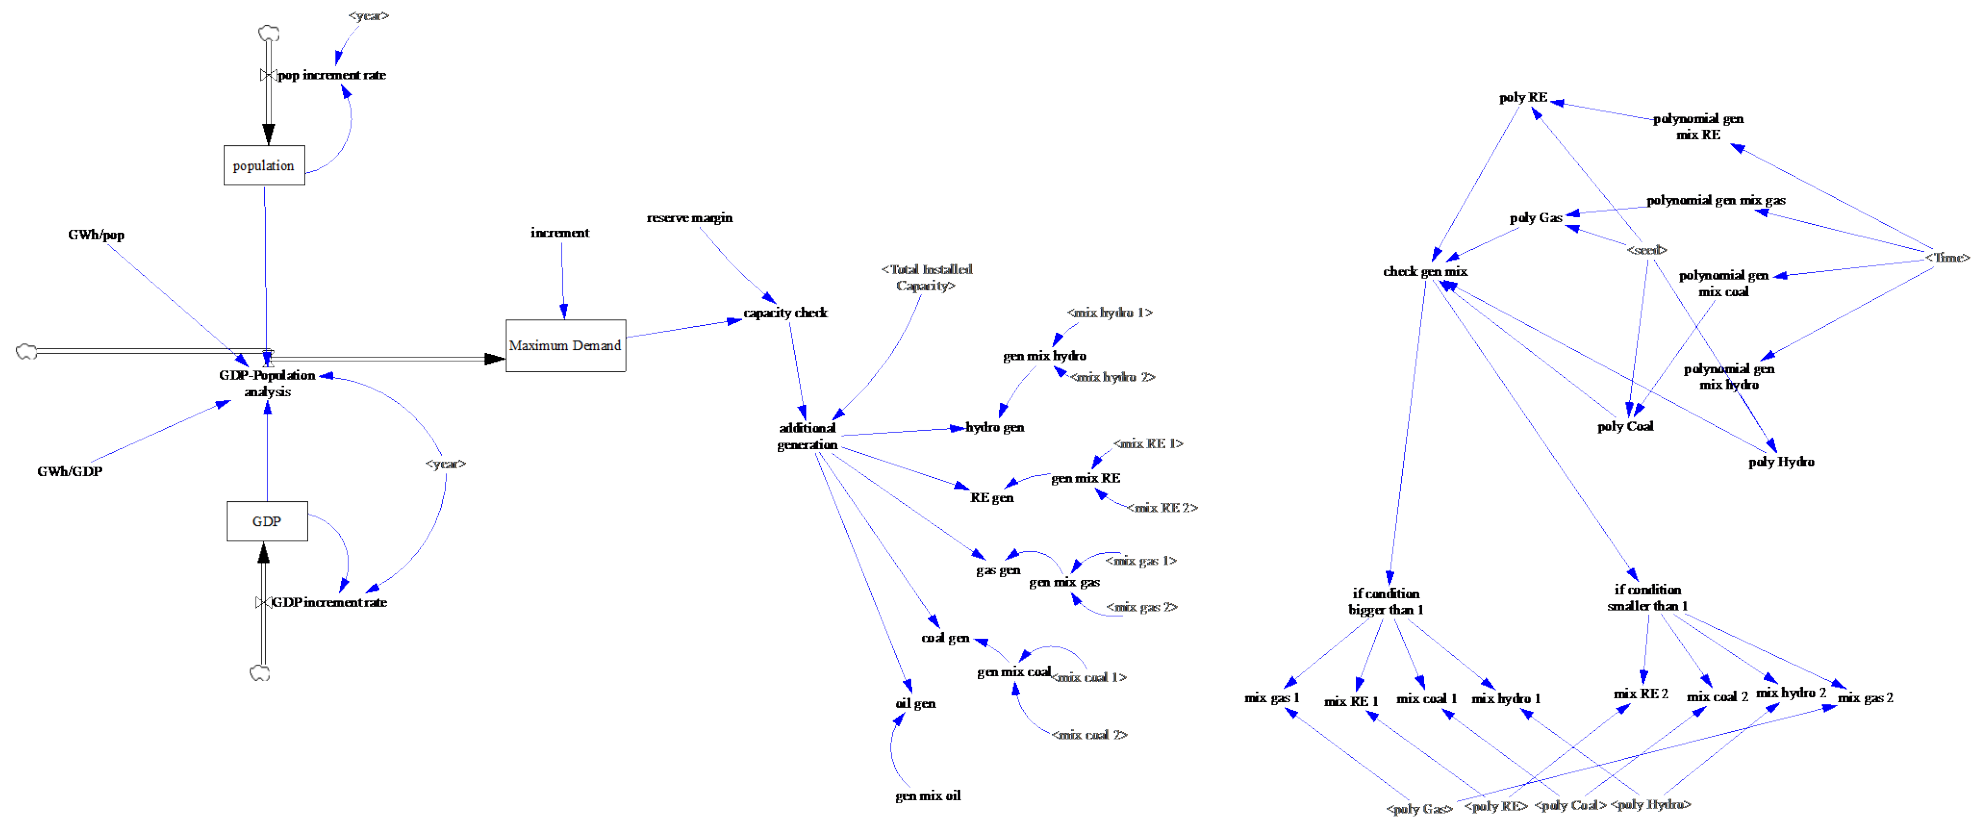 <year>
pop increment rate
population
GWh/pop
GDP-Population
analysis
GWh/GDP
<year>
GDP
GDP increment rate
increment
Maximum Demand
reserve margin
capacity check
<Total Installed
Capacity>
additional
generation
<mix hydro 1>
gen mix hydro
<mix hydro 2>
hydro gen
<mix RE 1>
gen mix RE
RE gen
<mix RE 2>
gas gen
<mix gas 1>
gen mix gas
<mix gas 2>
coal gen
gen mix coal
<mix coal 1>
oil gen
<mix coal 2>
gen mix oil
poly RE
polynomial gen
mix RE
polynomial gen mix gas
poly Gas
<seed>
<Time>
check gen mix
polynomial gen
mix coal
polynomial gen
mix hydro
poly Coal
poly Hydro
if condition
bigger than 1
if condition
smaller than 1
mix gas 1
mix RE 1
mix coal 1
mix hydro 1
mix RE 2
mix coal 2
mix hydro 2
mix gas 2
<poly Gas>
<poly RE>
<poly Coal>
<poly Hydro>